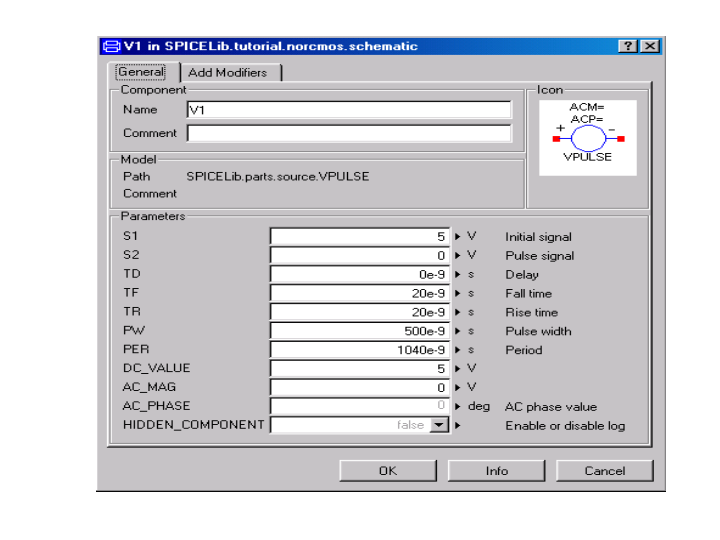 V1 in SPICELib.tutorial.norcmos.schematic
General Add Modifiers
Component
Name V1
Comment
Icon
ACM=
ACP=
+ -
VPULSE
Model
Path SPICELib.parts.source.VPULSE
Comment
Parameters
S1 5 V Initial signal
S2 0 V Pulse signal
TD 0e-9 s Delay
TF 20e-9 s Fall time
TR 20e-9 s Rise time
PW 500e-9 s Pulse width
PER 1040e-9 s Period
DC_VALUE 5 V
AC_MAG 0 V
AC_PHASE 0 deg AC phase value
HIDDEN_COMPONENT false Enable or disable log
OK Info Cancel